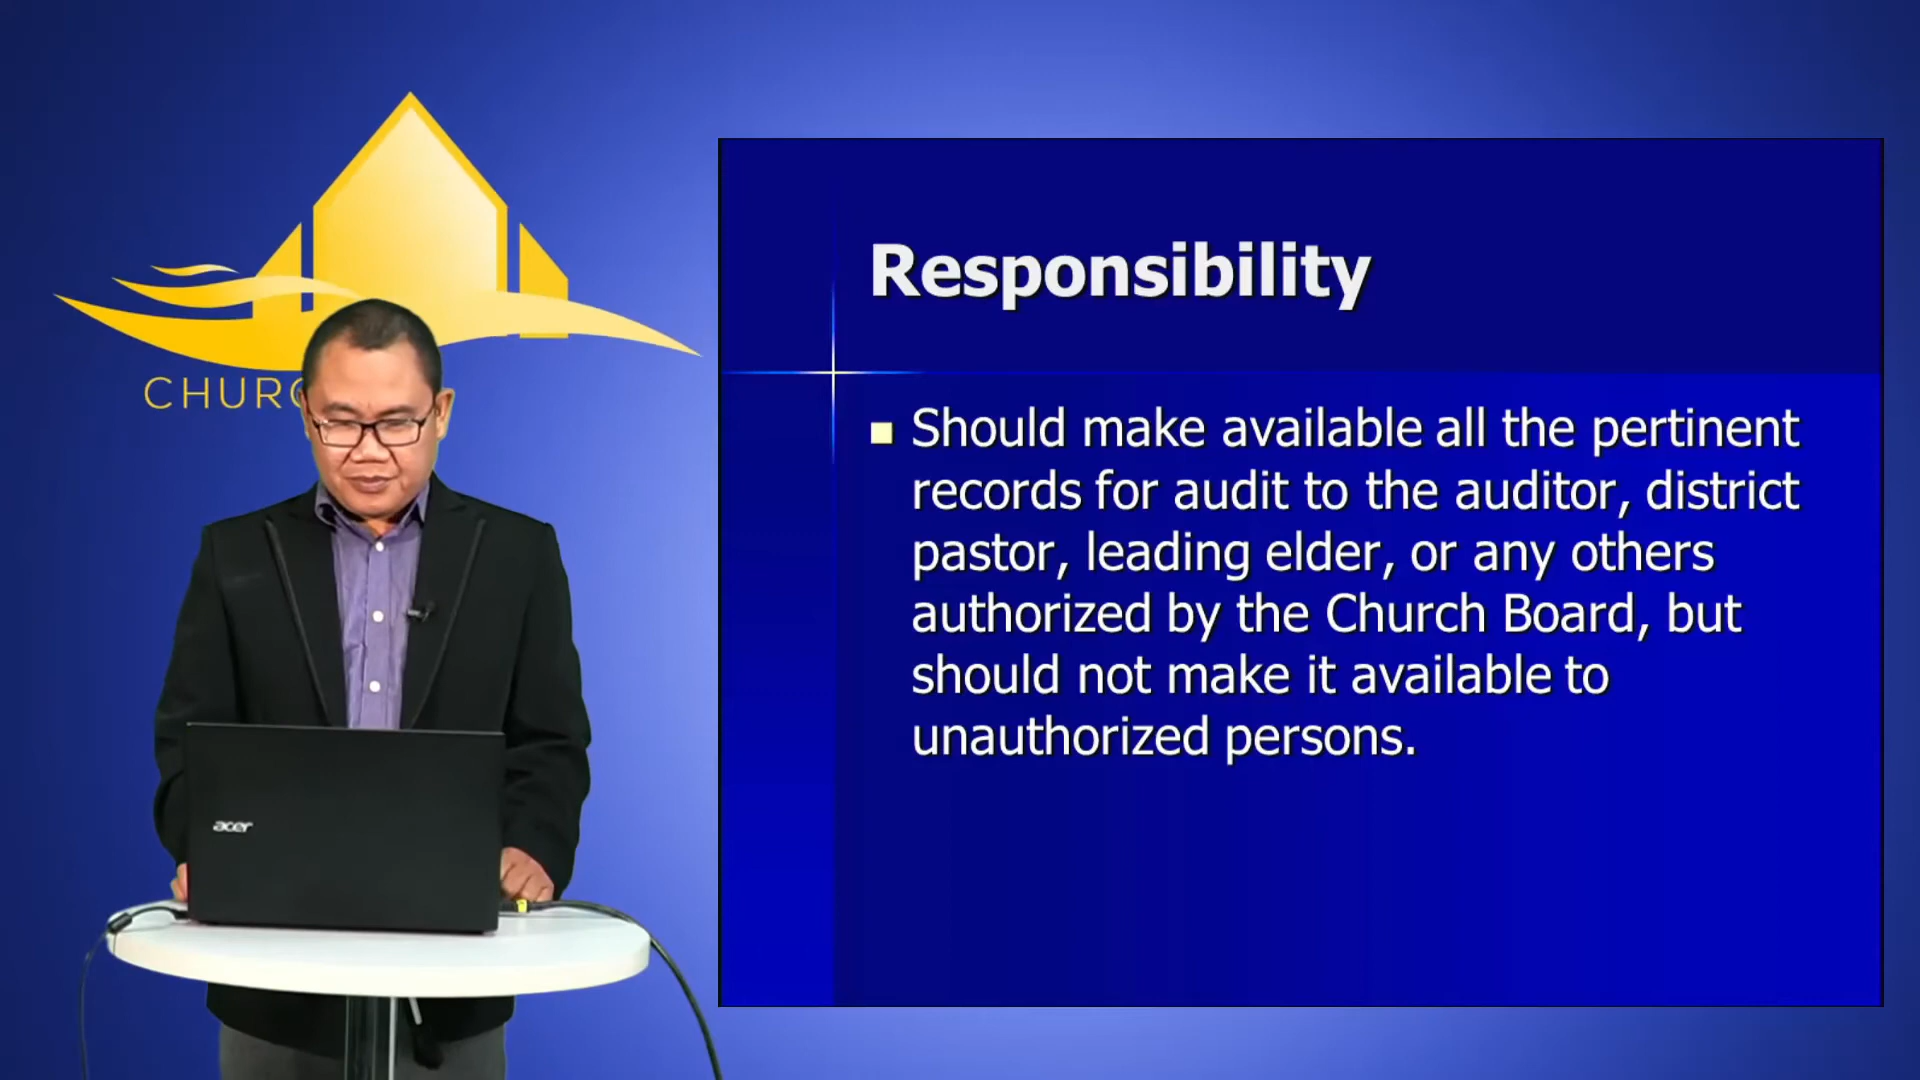 Responsibility
Should make available all the pertinent
records for audit to the auditor, district
pastor, leading elder, or any others
authorized by the Church Board, but
should not make it available to
unauthorized persons.
acer